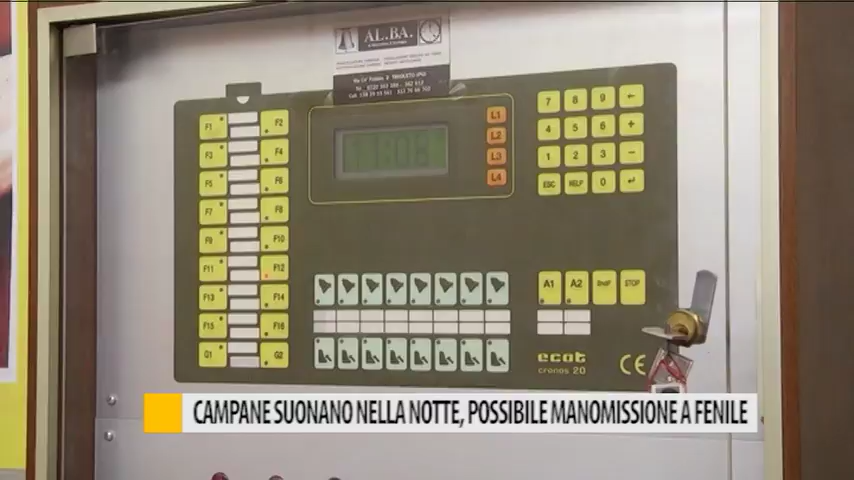 AL.BA.
F1 F2
F3 F4
F5 F6
F7 F8
F9 F10
F11 F12
F13 F14
F15 F16
G1 G2
11:08
L1
L2
L3
L4
7 8 9 ←
4 5 6 +
1 2 3 -
ESC HELP 0 ↵
A1 A2 STOP
ecat
cronos 20
CE
CAMPANE SUONANO NELLA NOTTE, POSSIBILE MANOMISSIONE A FENILE